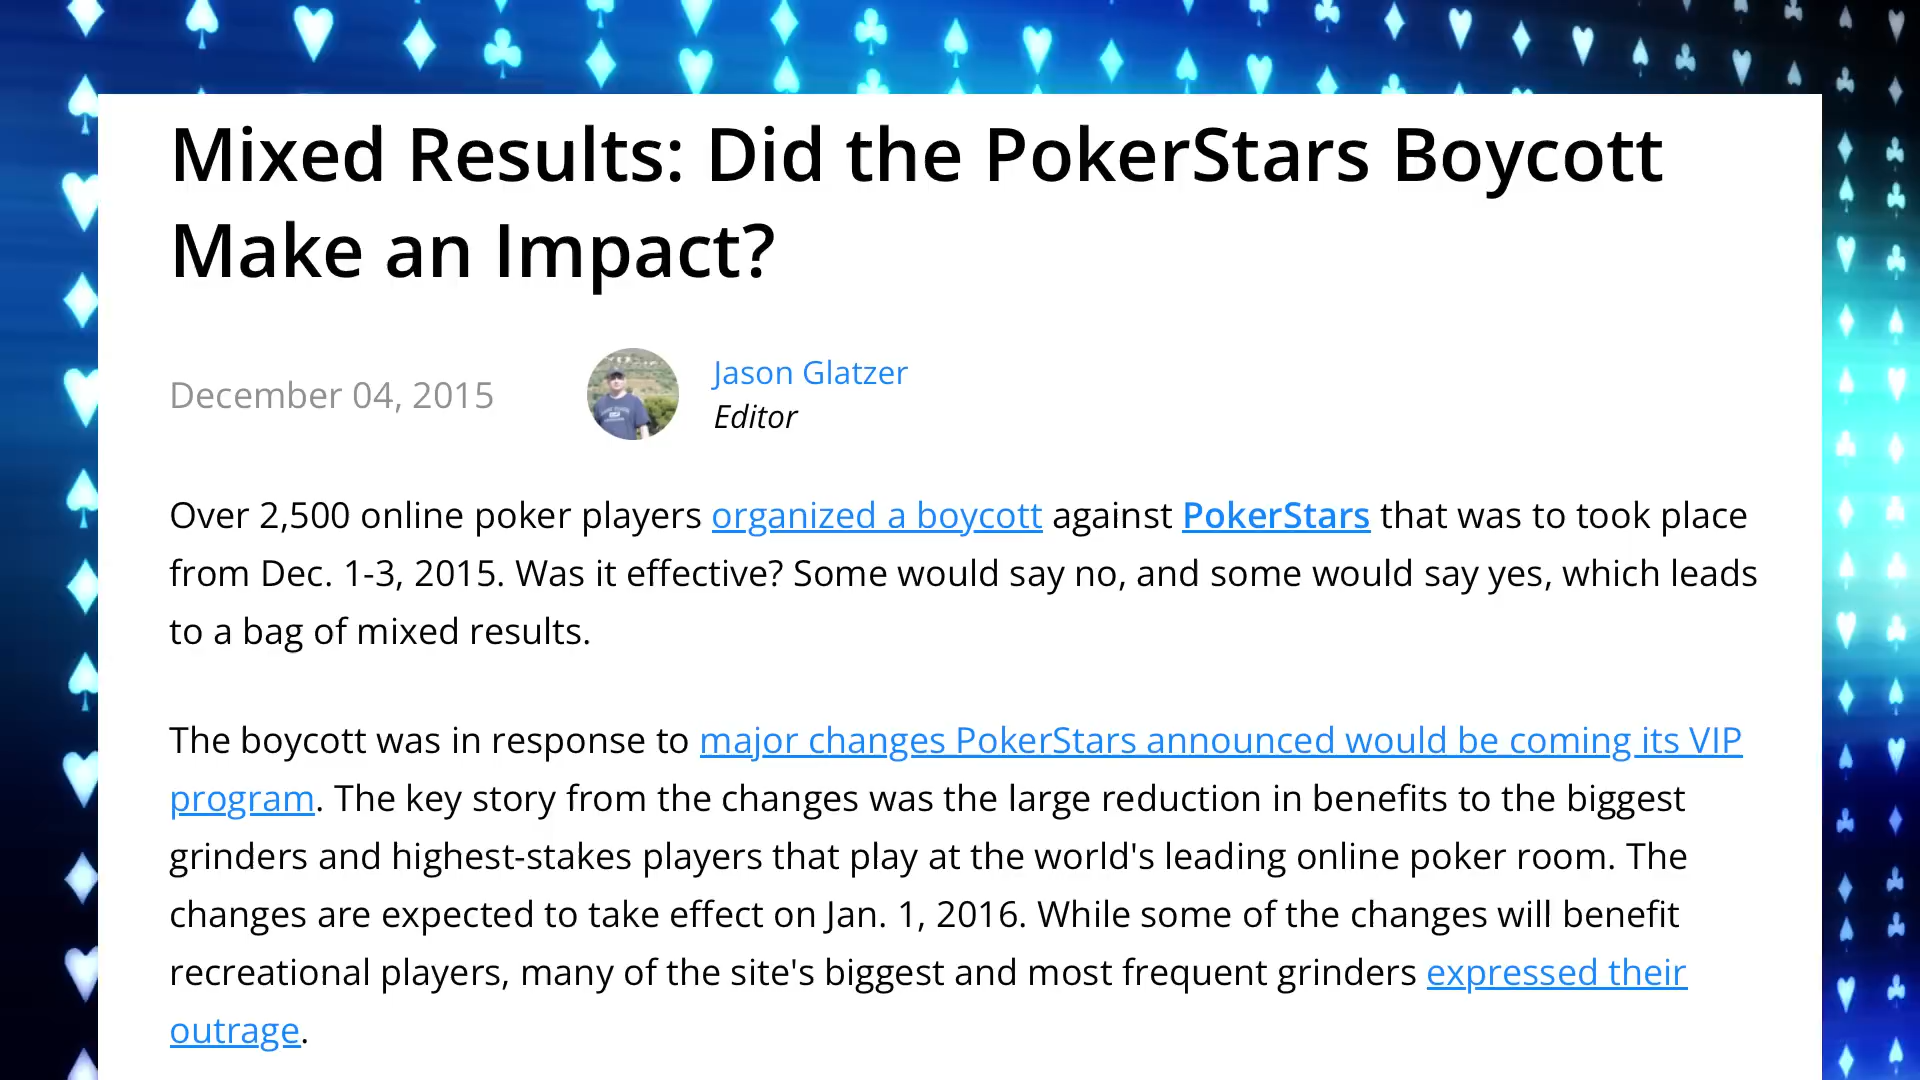 Mixed Results: Did the PokerStars Boycott
Make an Impact?
December 04, 2015
Jason Glatzer
Editor
Over 2,500 online poker players organized a boycott against PokerStars that was to took place
from Dec. 1-3, 2015. Was it effective? Some would say no, and some would say yes, which leads
to a bag of mixed results.
The boycott was in response to major changes PokerStars announced would be coming its VIP
program. The key story from the changes was the large reduction in benefits to the biggest
grinders and highest-stakes players that play at the world's leading online poker room. The
changes are expected to take effect on Jan. 1, 2016. While some of the changes will benefit
recreational players, many of the site's biggest and most frequent grinders expressed their
outrage.